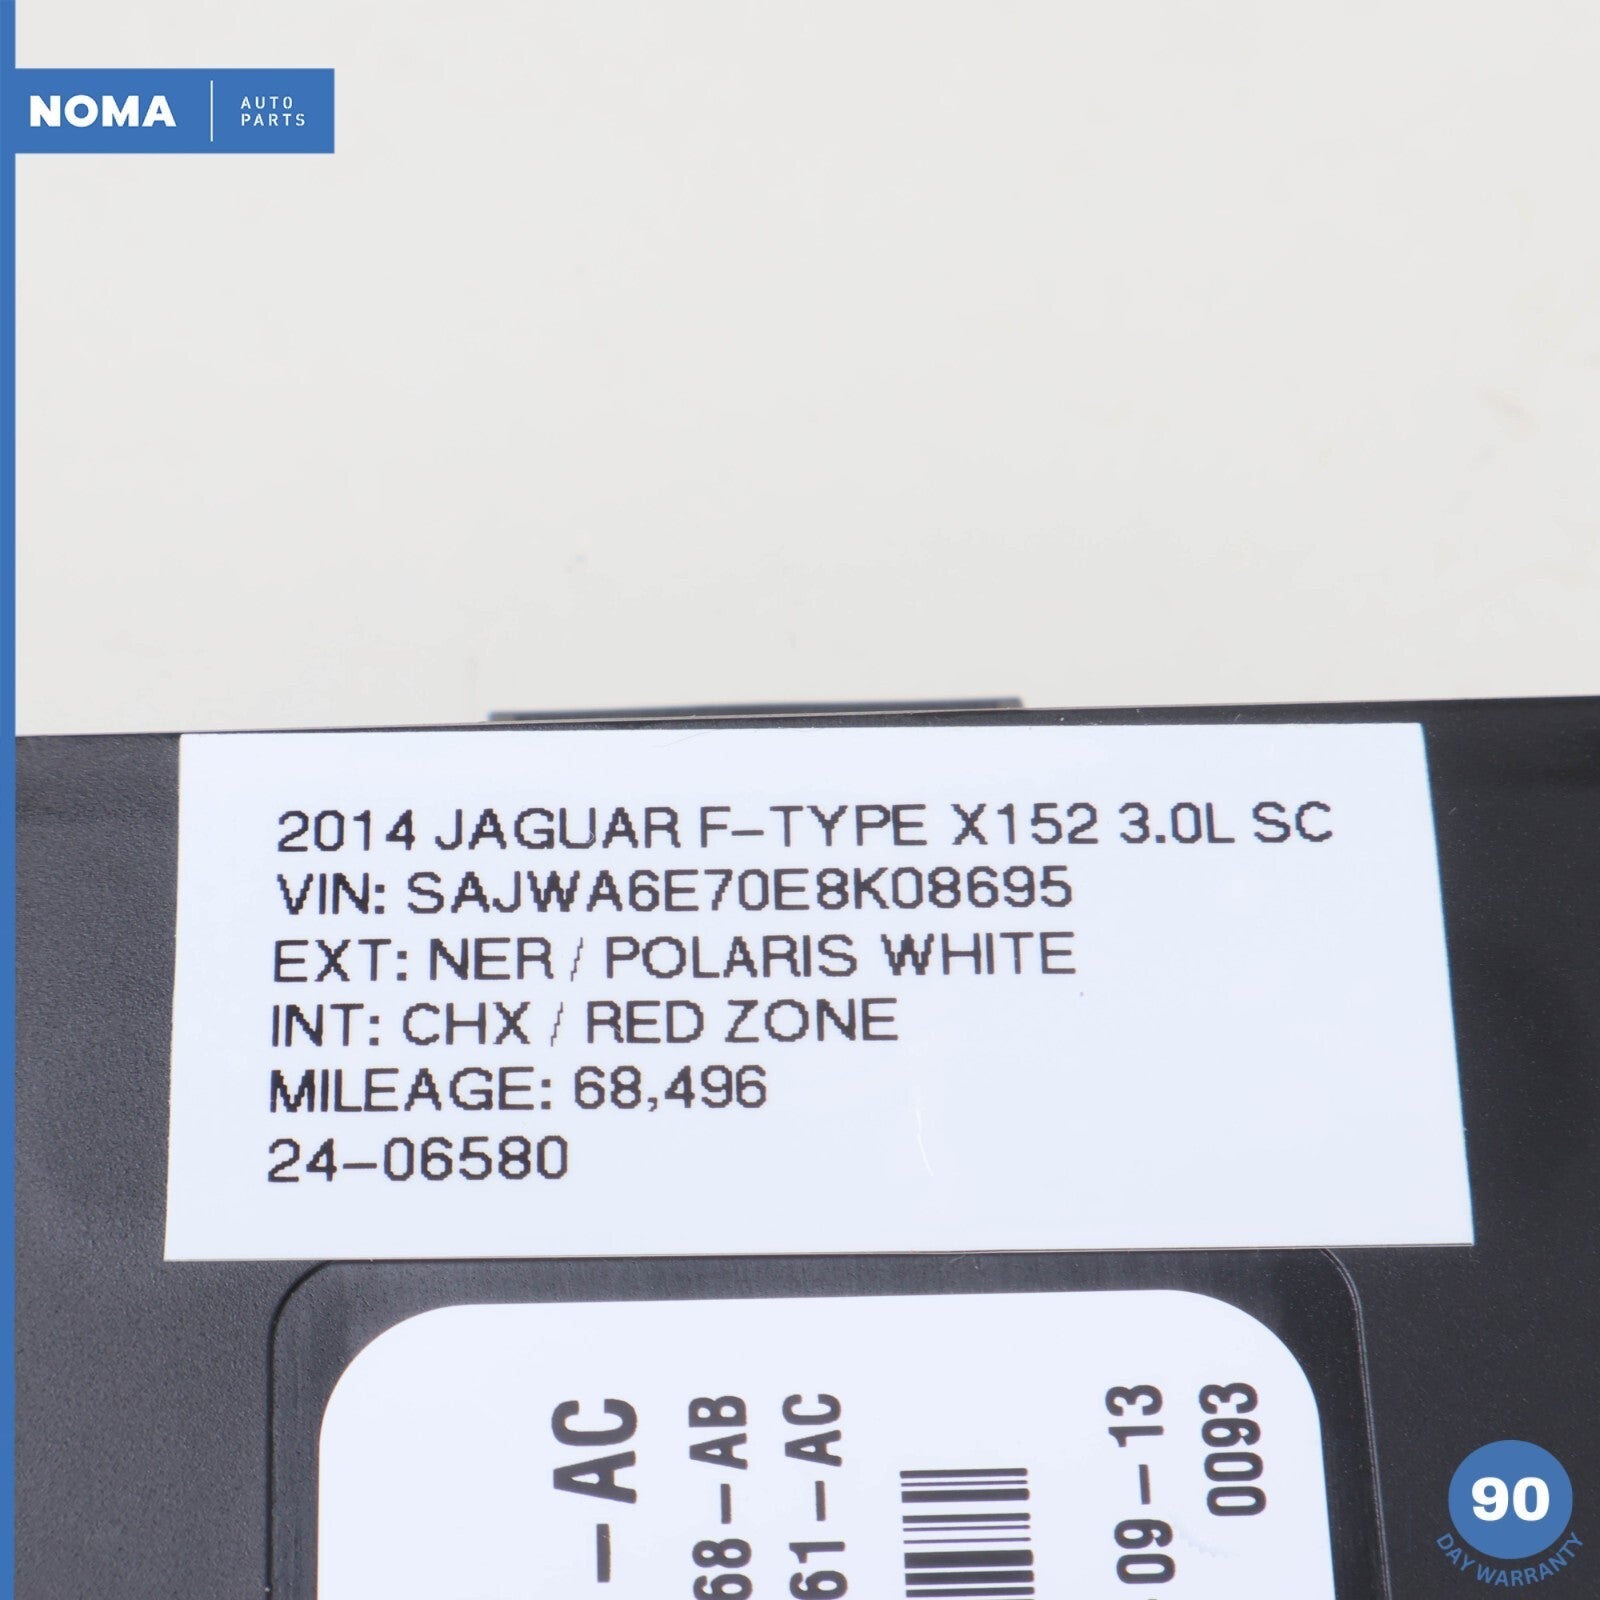 NOMA
AUTO
PARTS
2014 JAGUAR F-TYPE X152 3.0L SC
VIN: SAJWA6E70E8K08695
EXT: NER / POLARIS WHITE
INT: CHX / RED ZONE
MILEAGE: 68,496
24-06580
-AC
68-AB
61-AC
09-13
0093
90
DAY WARRANTY